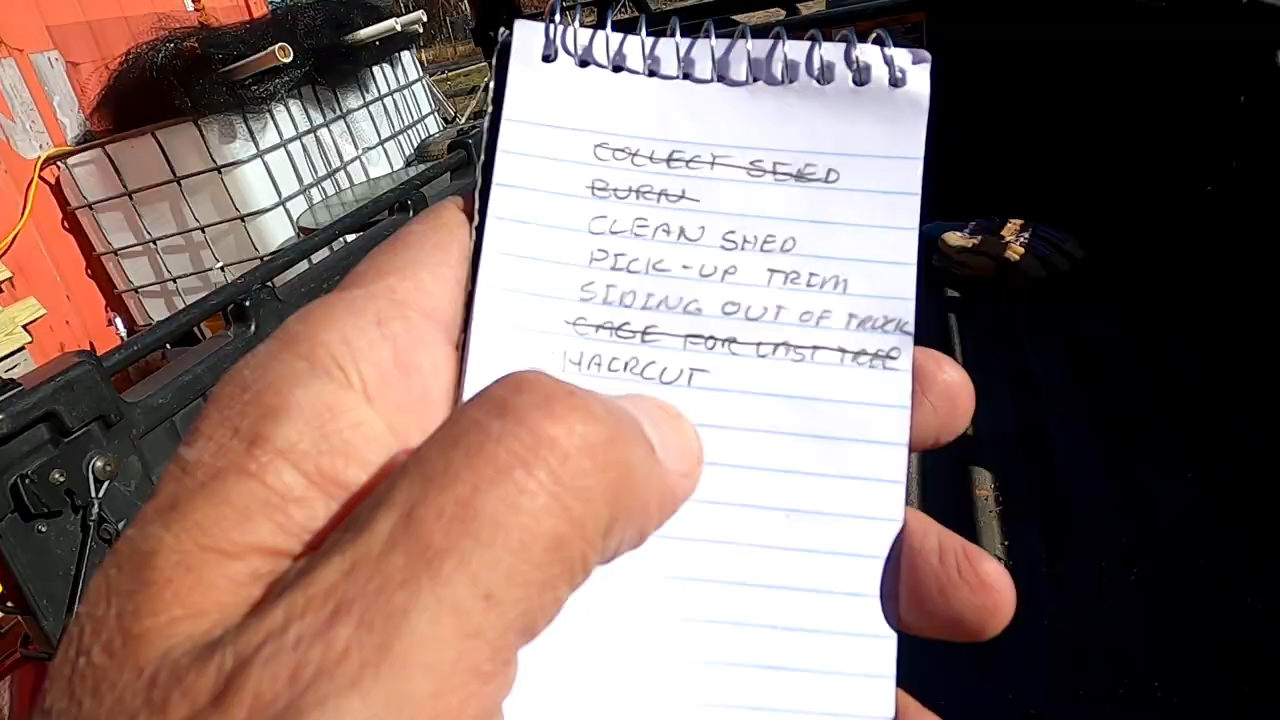 COLLECT SEED
BURN
CLEAN SHED
PICK-UP TRIM
SIDING OUT OF TRUCK
CAGE FOR LAST TREE
HAIRCUT